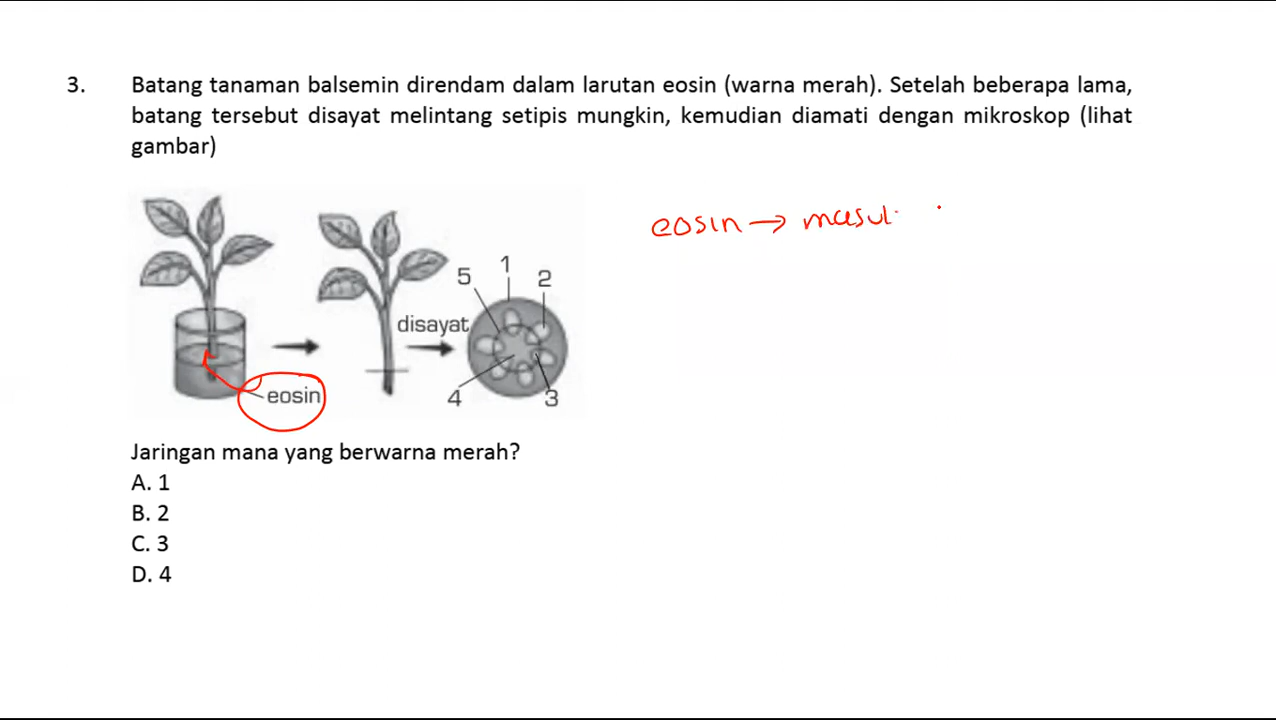 3. Batang tanaman balsemin direndam dalam larutan eosin (warna merah). Setelah beberapa lama,
batang tersebut disayat melintang setipis mungkin, kemudian diamati dengan mikroskop (lihat
gambar)
eosin → masuk
5 1 2
disayat
eosin
4 3
Jaringan mana yang berwarna merah?
A. 1
B. 2
C. 3
D. 4